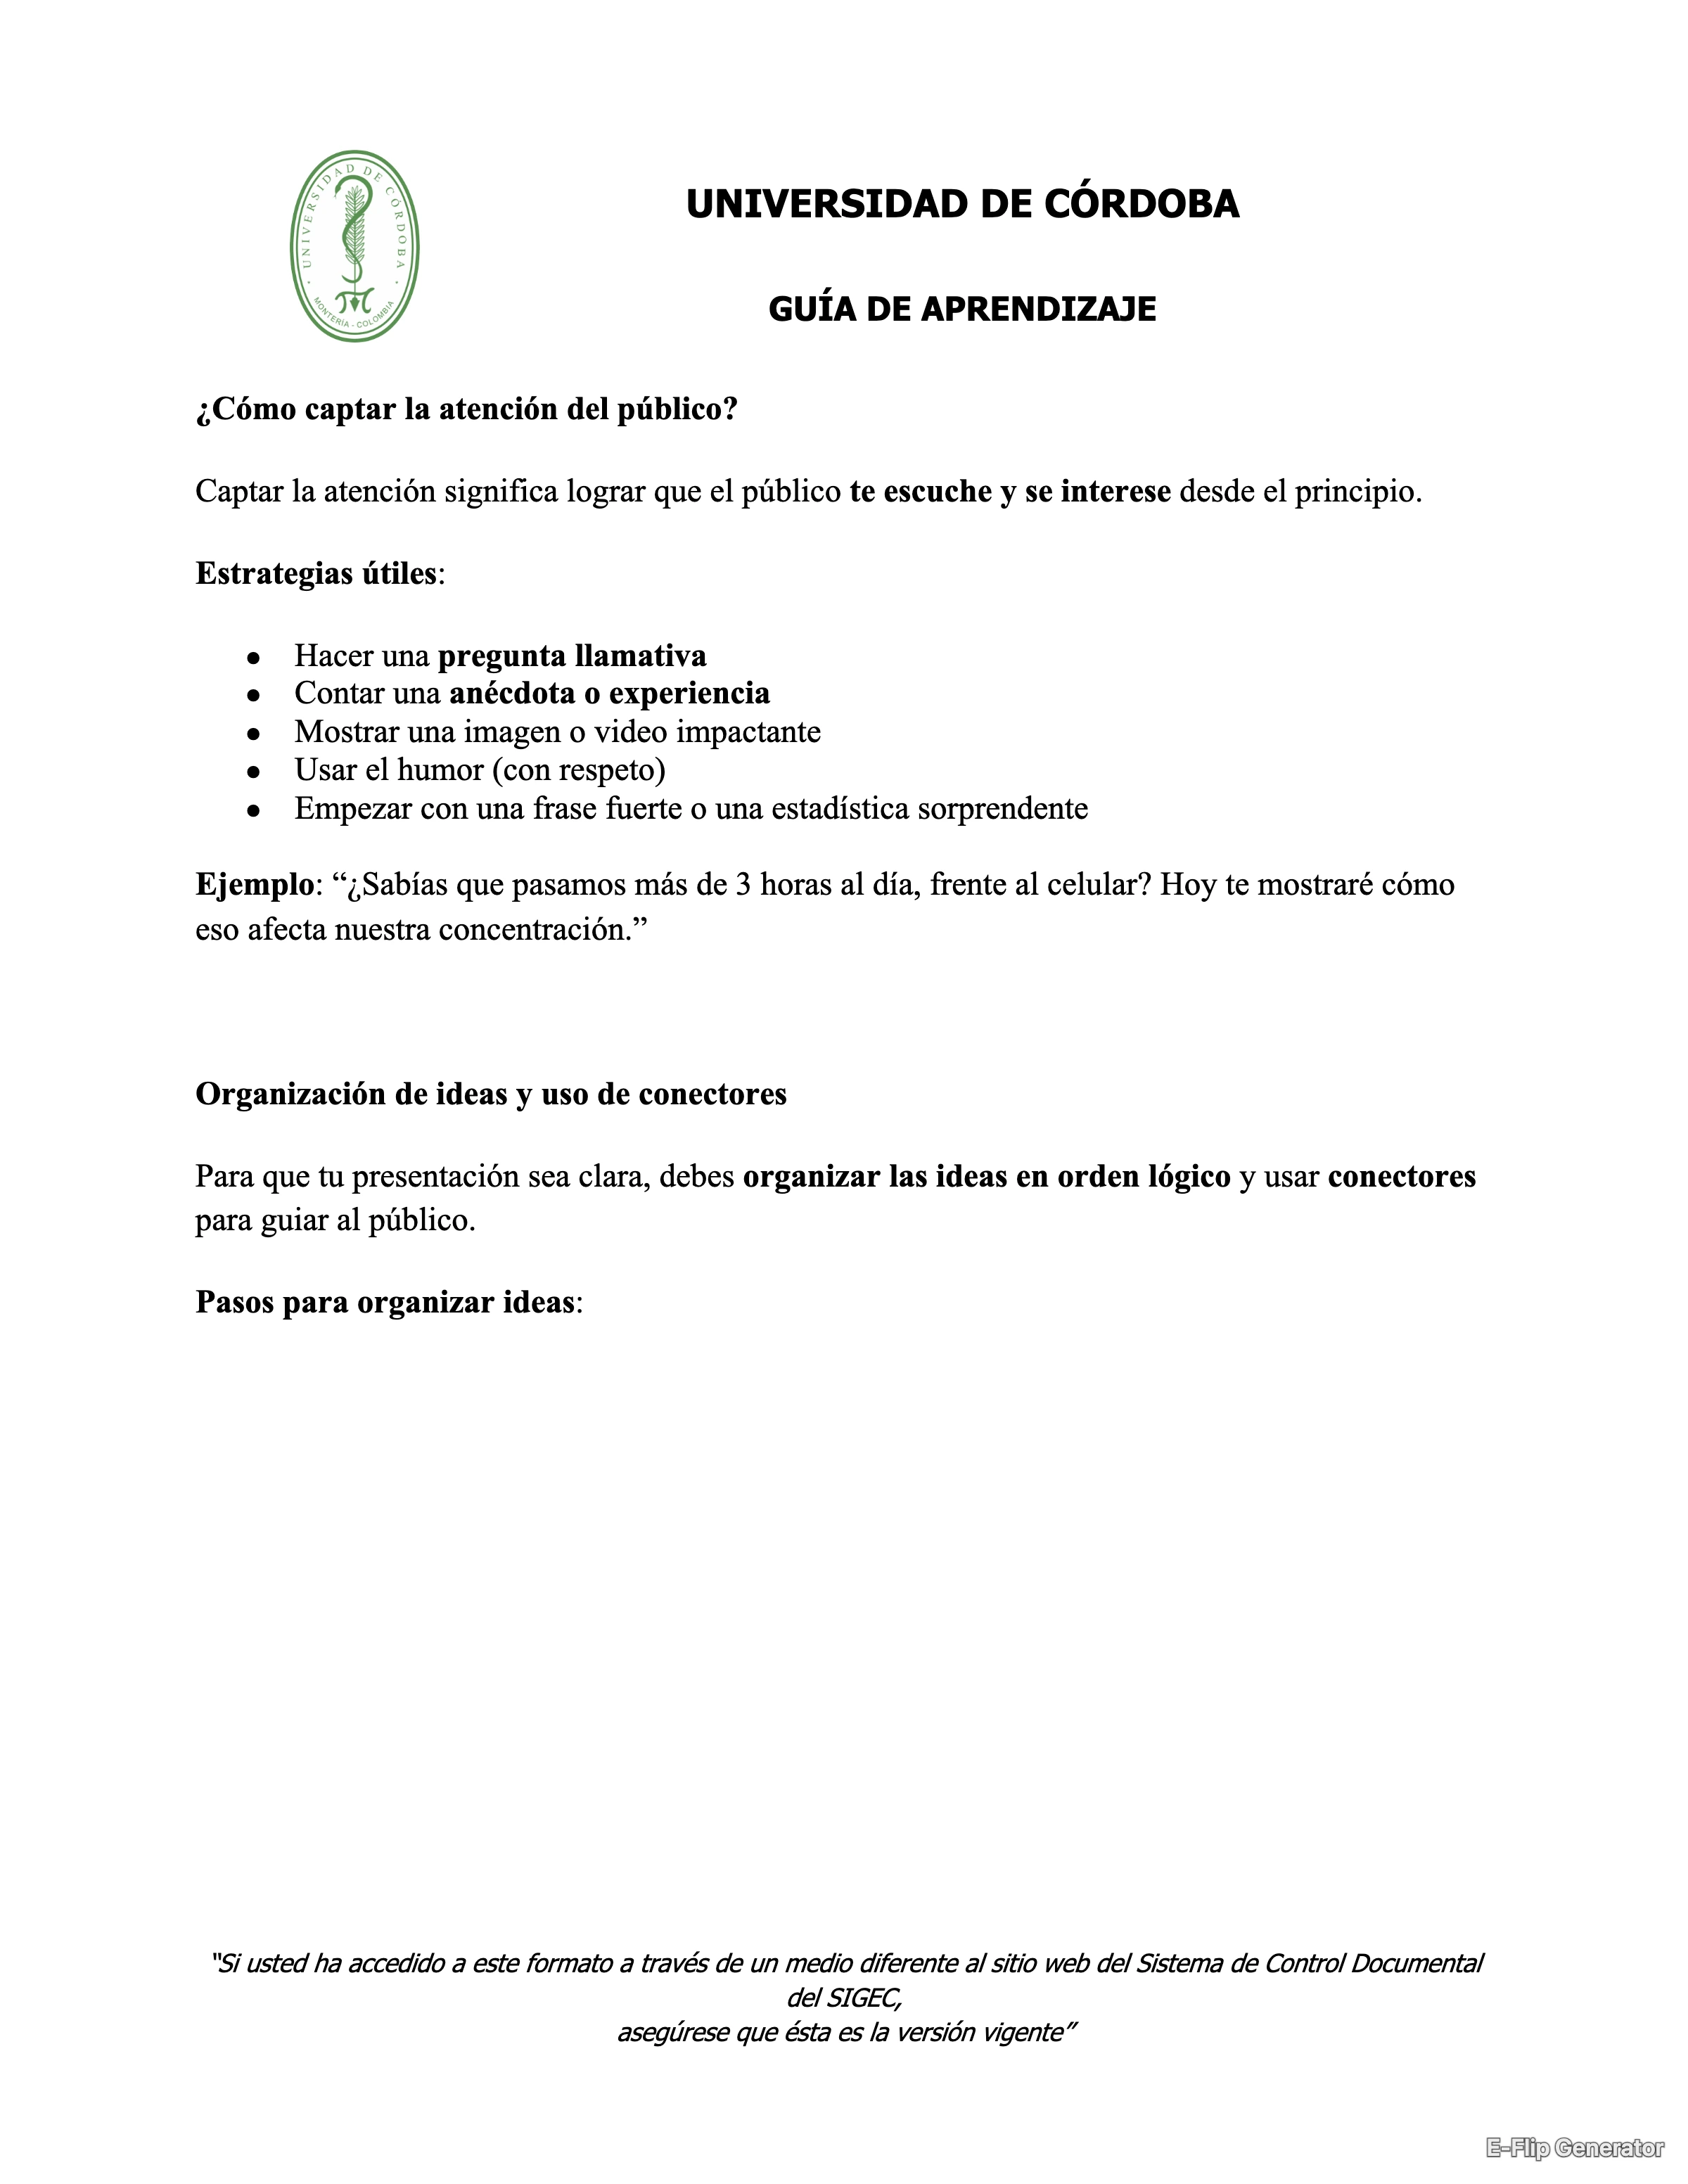 UNIVERSIDAD DE CÓRDOBA
MONTERÍA - COLOMBIA
UNIVERSIDAD DE CÓRDOBA
GUÍA DE APRENDIZAJE
¿Cómo captar la atención del público?
Captar la atención significa lograr que el público te escuche y se interese desde el principio.
Estrategias útiles:
● Hacer una pregunta llamativa
● Contar una anécdota o experiencia
● Mostrar una imagen o video impactante
● Usar el humor (con respeto)
● Empezar con una frase fuerte o una estadística sorprendente
Ejemplo: “¿Sabías que pasamos más de 3 horas al día, frente al celular? Hoy te mostraré cómo
eso afecta nuestra concentración.”
Organización de ideas y uso de conectores
Para que tu presentación sea clara, debes organizar las ideas en orden lógico y usar conectores
para guiar al público.
Pasos para organizar ideas:
“Si usted ha accedido a este formato a través de un medio diferente al sitio web del Sistema de Control Documental
del SIGEC,
asegúrese que ésta es la versión vigente”
E-Flip Generator